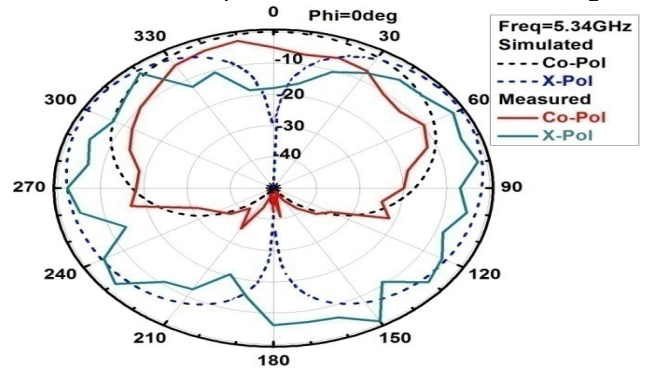 0
Phi=0deg
330
30
-10
-20
-30
-40
300
60
270
90
240
120
210
150
180
Freq=5.34GHz
Simulated
Co-Pol
X-Pol
Measured
Co-Pol
X-Pol